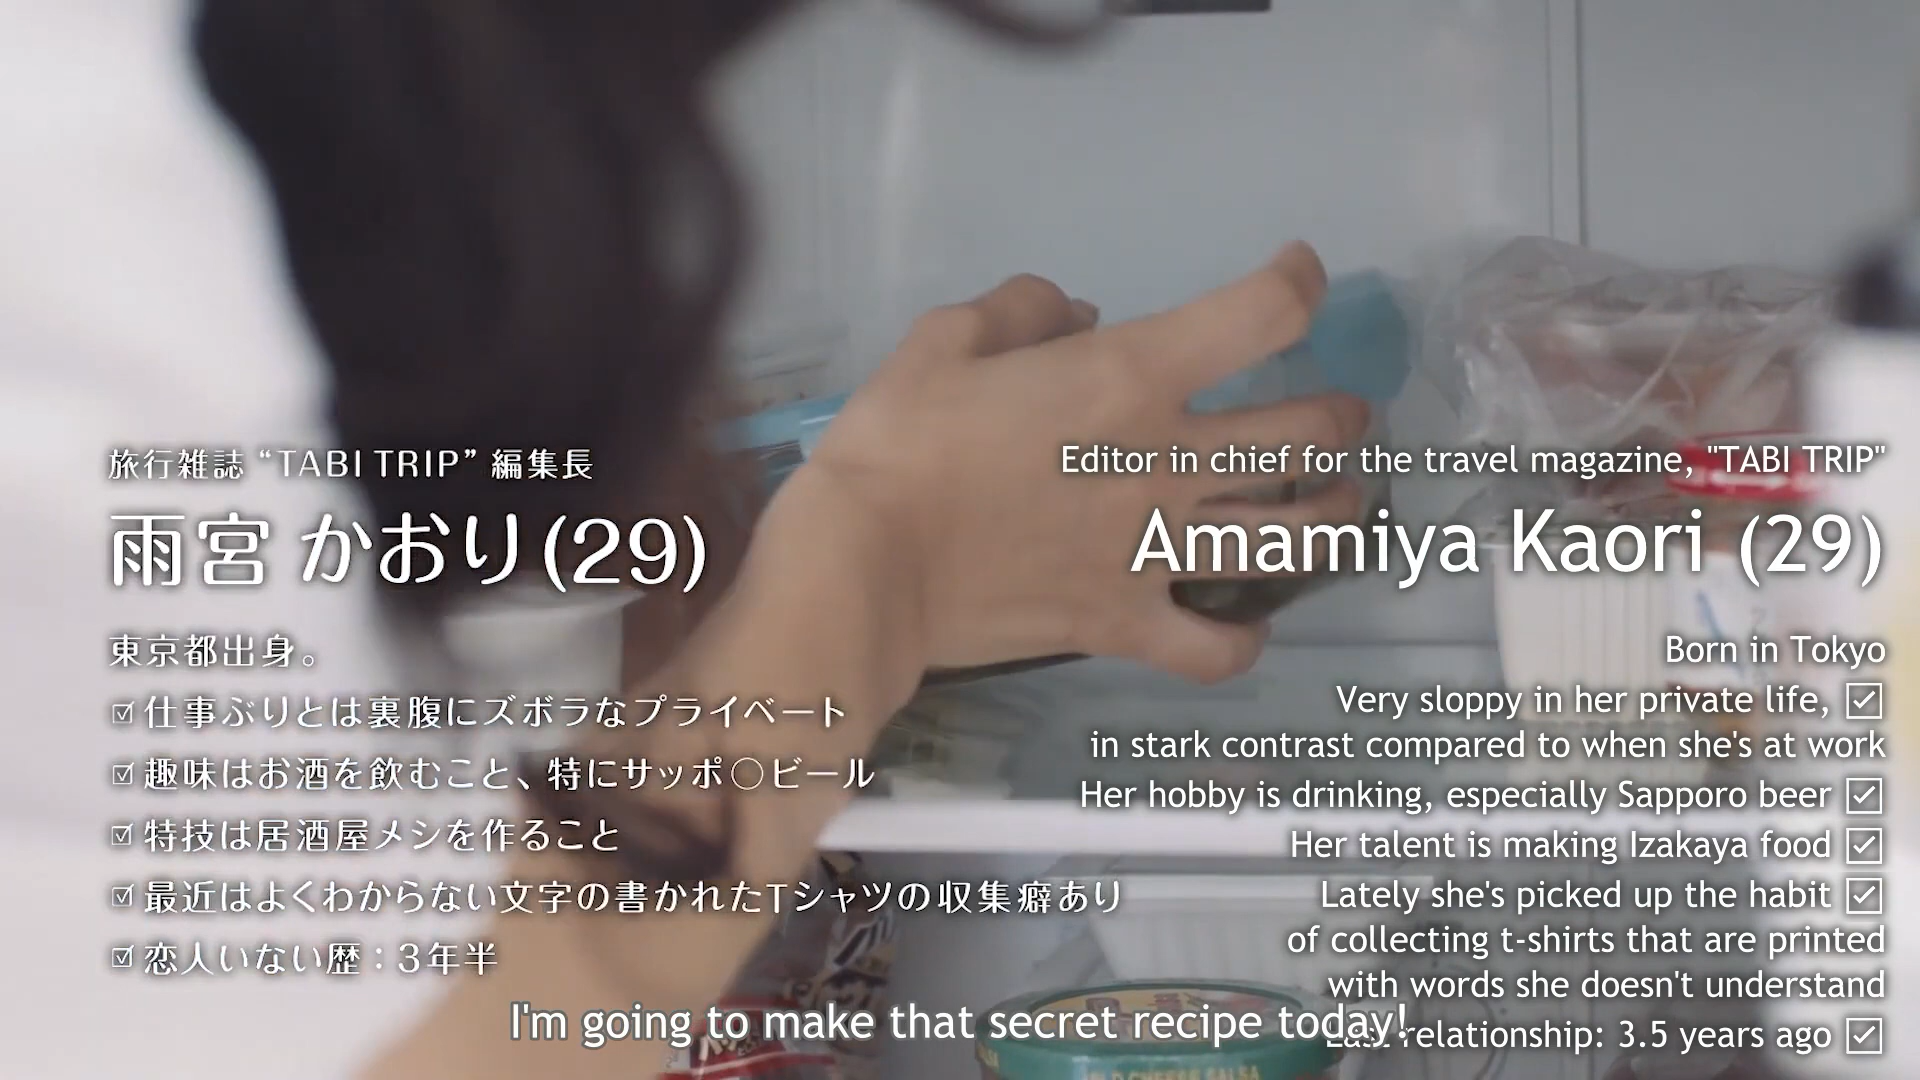 旅行雑誌 “TABI TRIP” 編集長
雨宮 かおり(29)
東京都出身。
☑仕事ぶりとは裏腹にズボラなプライベート
☑趣味はお酒を飲むこと、特にサッポ〇ビール
☑特技は居酒屋メシを作ること
☑最近はよくわからない文字の書かれたTシャツの収集癖あり
☑恋人いない歴：3年半
Editor in chief for the travel magazine, "TABI TRIP"
Amamiya Kaori (29)
Born in Tokyo
Very sloppy in her private life, ☑
in stark contrast compared to when she's at work
Her hobby is drinking, especially Sapporo beer ☑
Her talent is making Izakaya food ☑
Lately she's picked up the habit ☑
of collecting t-shirts that are printed
with words she doesn't understand
Last relationship: 3.5 years ago ☑
I'm going to make that secret recipe today!
CHEESE SALSA